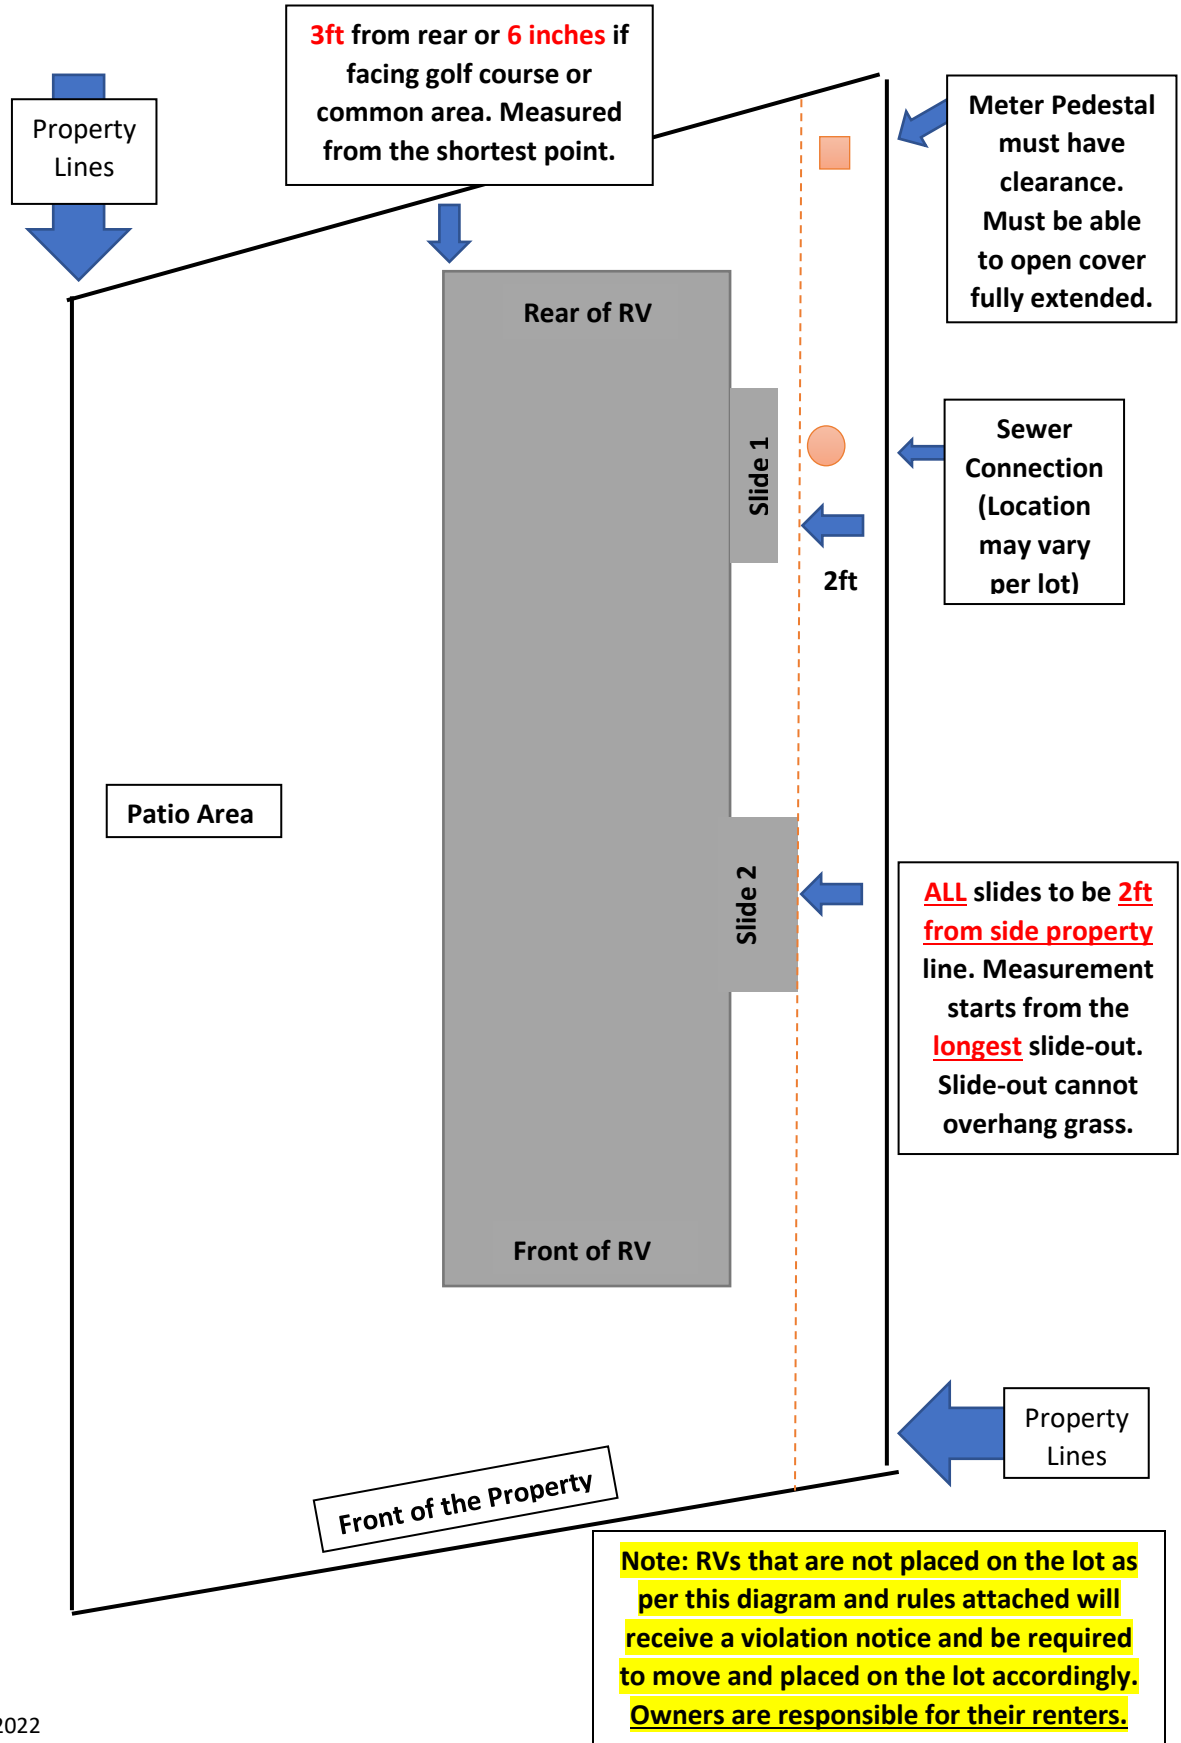 3ft from rear or 6 inches if
facing golf course or
common area. Measured
from the shortest point.
Property
Lines
Meter Pedestal
must have
clearance.
Must be able
to open cover
fully extended.
Rear of RV
Slide 1
Sewer
Connection
(Location
may vary
per lot)
2ft
Patio Area
Slide 2
ALL slides to be 2ft
from side property
line. Measurement
starts from the
longest slide-out.
Slide-out cannot
overhang grass.
Front of RV
Property
Lines
Front of the Property
Note: RVs that are not placed on the lot as
per this diagram and rules attached will
receive a violation notice and be required
to move and placed on the lot accordingly.
Owners are responsible for their renters.
2022